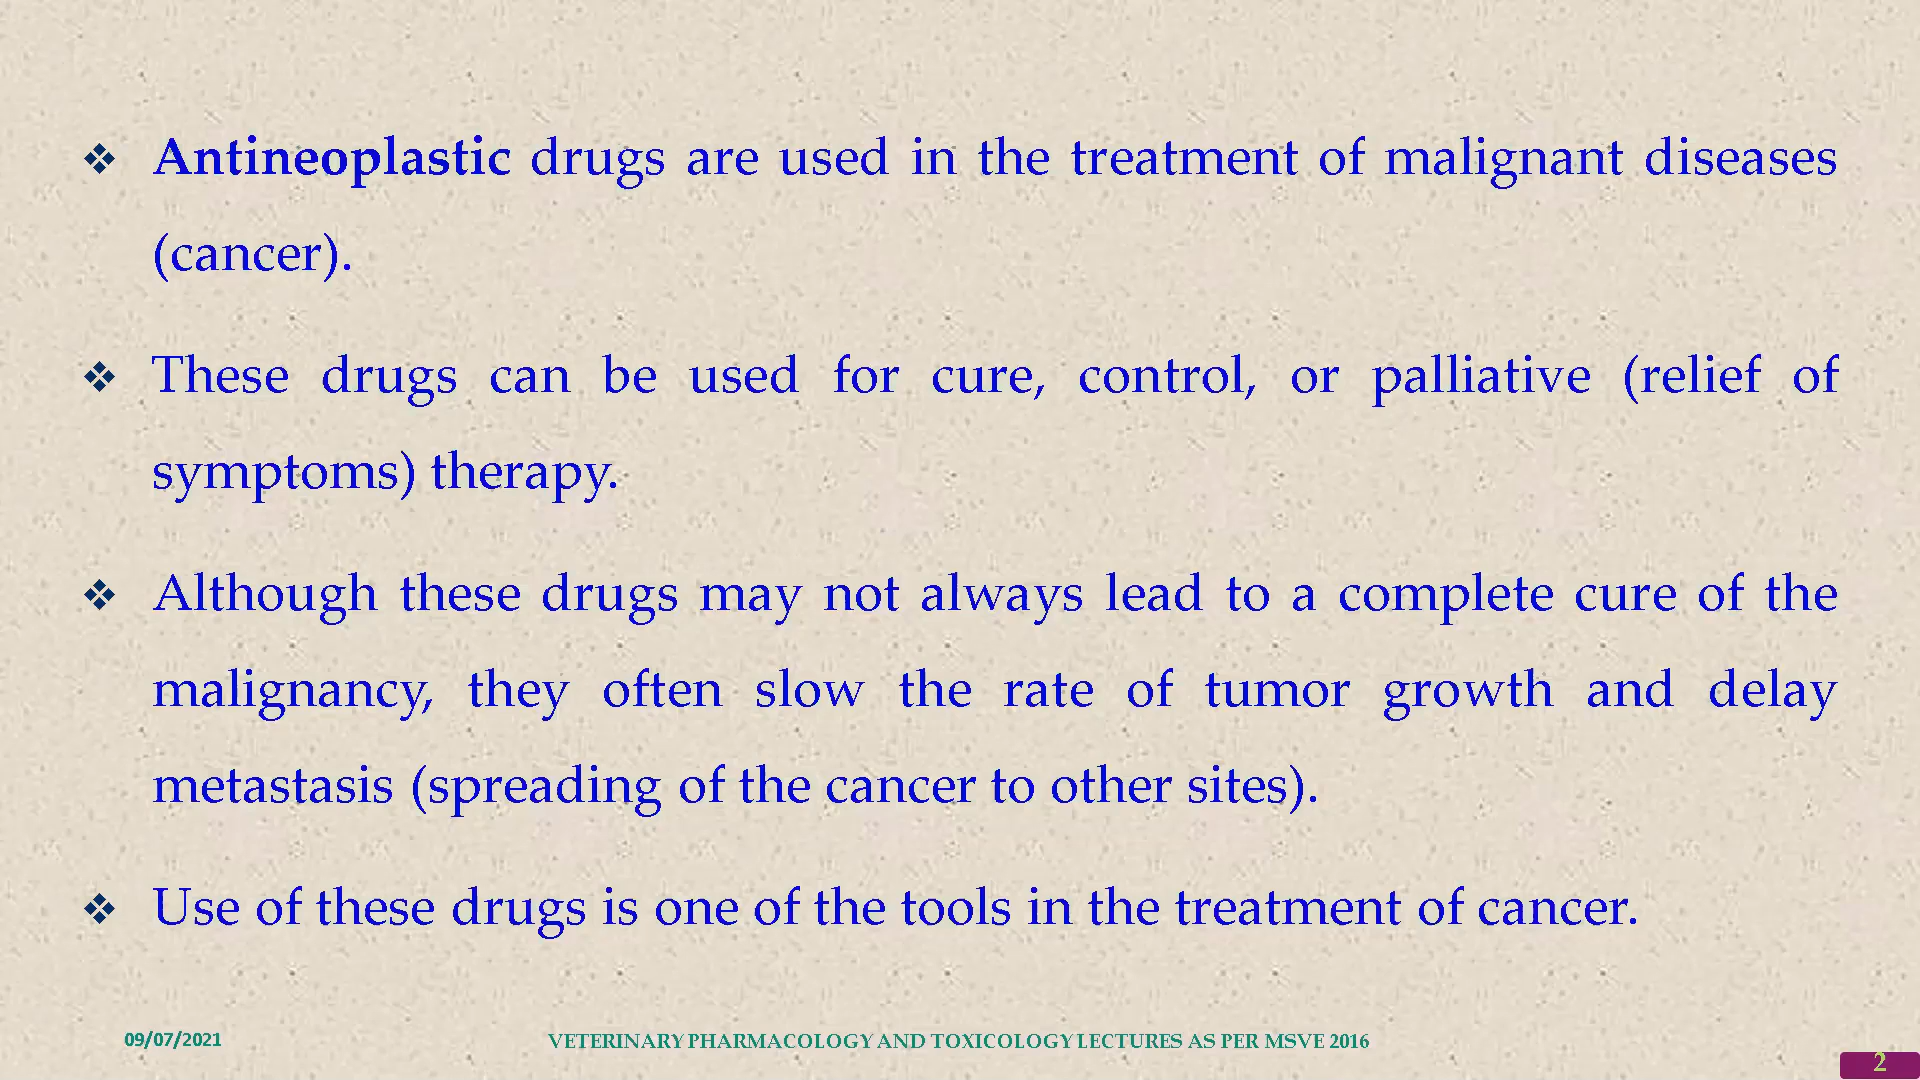 ❖ Antineoplastic drugs are used in the treatment of malignant diseases
(cancer).
❖ These drugs can be used for cure, control, or palliative (relief of
symptoms) therapy.
❖ Although these drugs may not always lead to a complete cure of the
malignancy, they often slow the rate of tumor growth and delay
metastasis (spreading of the cancer to other sites).
❖ Use of these drugs is one of the tools in the treatment of cancer.
09/07/2021
VETERINARY PHARMACOLOGY AND TOXICOLOGY LECTURES AS PER MSVE 2016
2